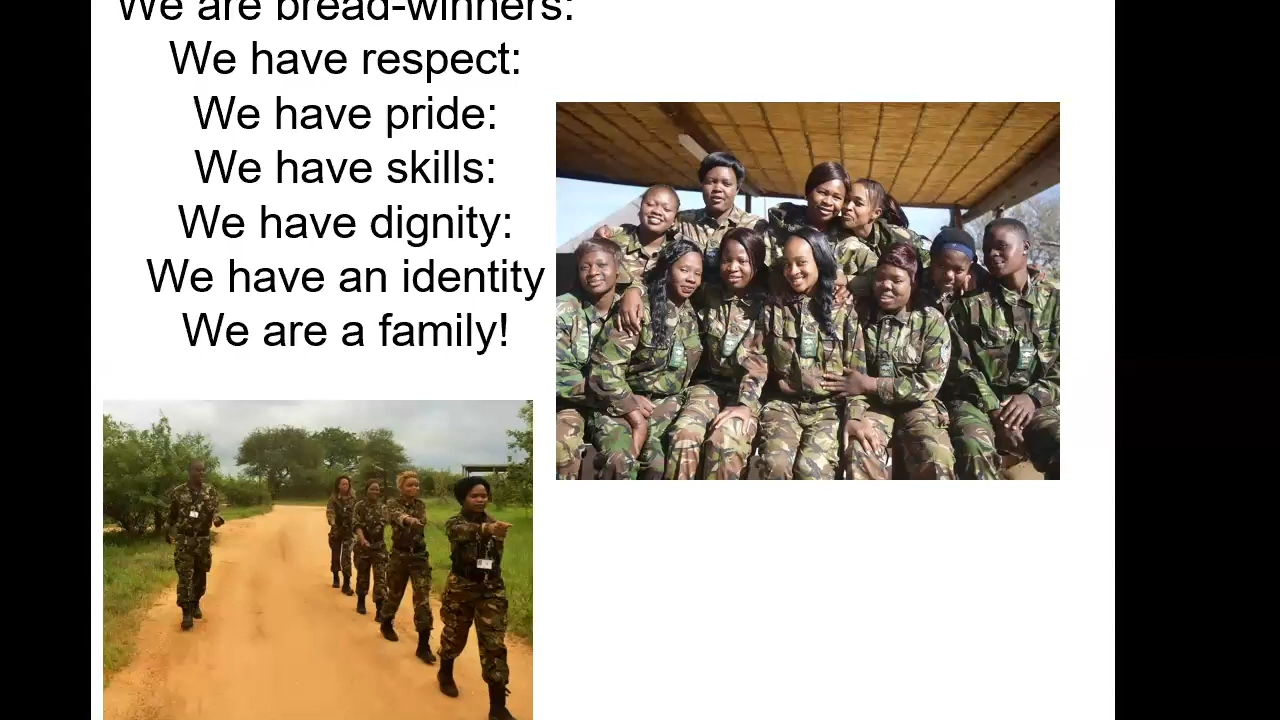 We are bread-winners:
We have respect:
We have pride:
We have skills:
We have dignity:
We have an identity
We are a family!